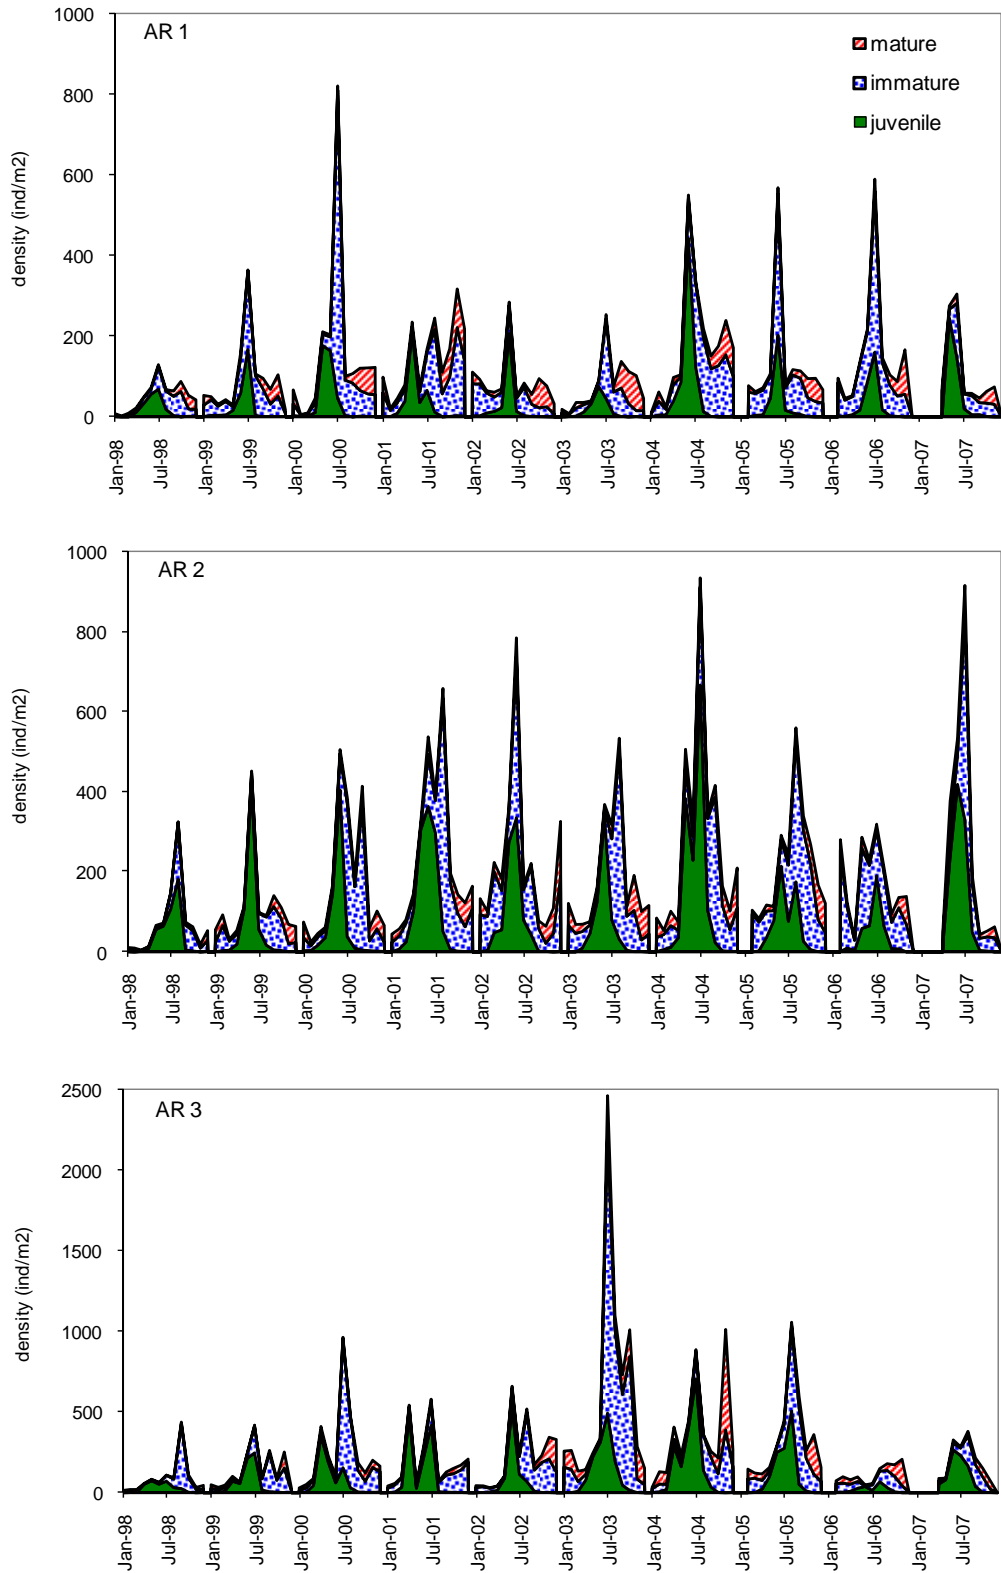 AR 1
1000
800
600
400
200
0
density (ind/m2)
mature
immature
juvenile
Jan-98
Jul-98
Jan-99
Jul-99
Jan-00
Jul-00
Jan-01
Jul-01
Jan-02
Jul-02
Jan-03
Jul-03
Jan-04
Jul-04
Jan-05
Jul-05
Jan-06
Jul-06
Jan-07
Jul-07
AR 2
1000
800
600
400
200
0
density (ind/m2)
Jan-98
Jul-98
Jan-99
Jul-99
Jan-00
Jul-00
Jan-01
Jul-01
Jan-02
Jul-02
Jan-03
Jul-03
Jan-04
Jul-04
Jan-05
Jul-05
Jan-06
Jul-06
Jan-07
Jul-07
AR 3
2500
2000
1500
1000
500
0
density (ind/m2)
Jan-98
Jul-98
Jan-99
Jul-99
Jan-00
Jul-00
Jan-01
Jul-01
Jan-02
Jul-02
Jan-03
Jul-03
Jan-04
Jul-04
Jan-05
Jul-05
Jan-06
Jul-06
Jan-07
Jul-07